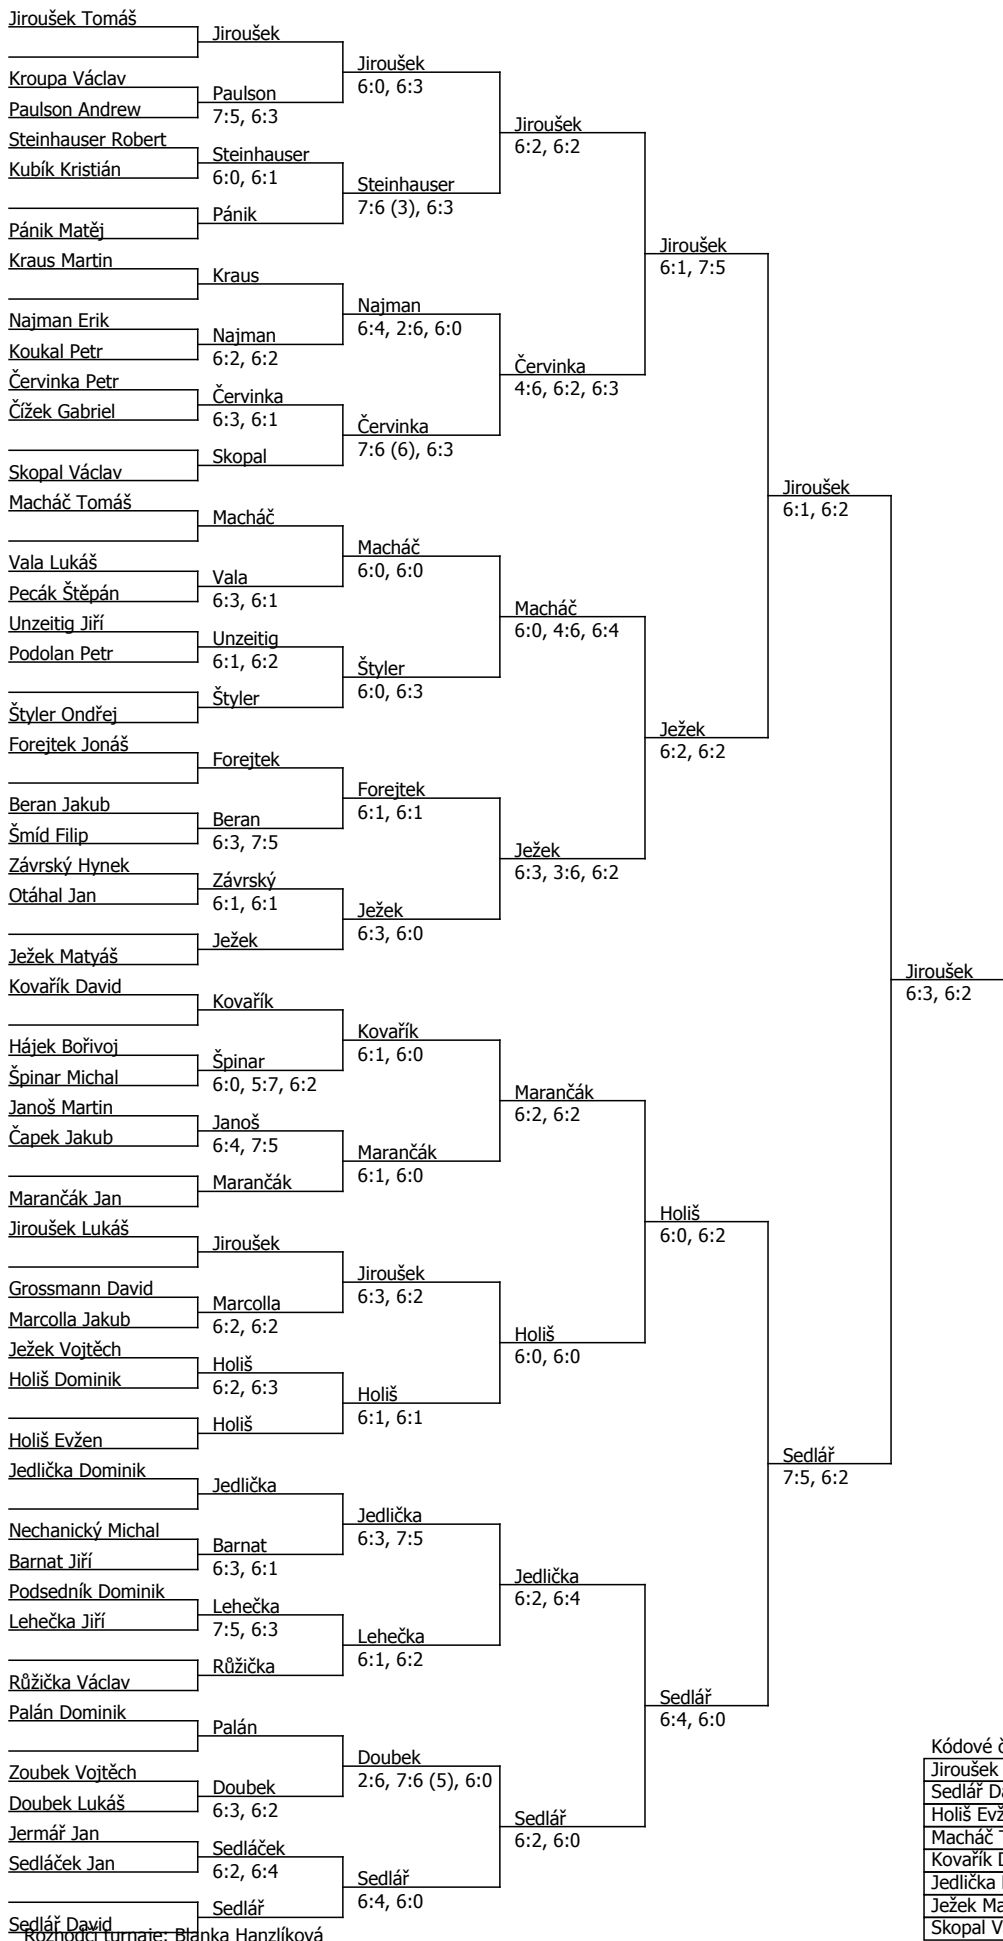 Jiroušek Tomáš
Jiroušek
Jiroušek
6:0, 6:3
Kroupa Václav
Paulson
Paulson Andrew
7:5, 6:3
Jiroušek
6:2, 6:2
Steinhauser Robert
Steinhauser
Kubík Kristián
6:0, 6:1
Steinhauser
7:6 (3), 6:3
Pánik
Pánik Matěj
Jiroušek
6:1, 7:5
Kraus Martin
Kraus
Najman
6:4, 2:6, 6:0
Najman Erik
Najman
Koukal Petr
6:2, 6:2
Červinka
4:6, 6:2, 6:3
Červinka Petr
Červinka
Čížek Gabriel
6:3, 6:1
Červinka
7:6 (6), 6:3
Skopal
Skopal Václav
Jiroušek
6:1, 6:2
Macháč Tomáš
Macháč
Macháč
6:0, 6:0
Vala Lukáš
Vala
Pecák Štěpán
6:3, 6:1
Macháč
6:0, 4:6, 6:4
Unzeitig Jiří
Unzeitig
Podolan Petr
6:1, 6:2
Štyler
6:0, 6:3
Štyler
Štyler Ondřej
Ježek
6:2, 6:2
Forejtek Jonáš
Forejtek
Forejtek
6:1, 6:1
Beran Jakub
Beran
Šmíd Filip
6:3, 7:5
Ježek
6:3, 3:6, 6:2
Závrský Hynek
Závrský
Otáhal Jan
6:1, 6:1
Ježek
6:3, 6:0
Ježek
Ježek Matyáš
Jiroušek
6:3, 6:2
Kovařík David
Kovařík
Kovařík
6:1, 6:0
Hájek Bořivoj
Špinar
Špinar Michal
6:0, 5:7, 6:2
Marančák
6:2, 6:2
Janoš Martin
Janoš
Čapek Jakub
6:4, 7:5
Marančák
6:1, 6:0
Marančák
Marančák Jan
Holiš
6:0, 6:2
Jiroušek Lukáš
Jiroušek
Jiroušek
6:3, 6:2
Grossmann David
Marcolla
Marcolla Jakub
6:2, 6:2
Holiš
6:0, 6:0
Ježek Vojtěch
Holiš
Holiš Dominik
6:2, 6:3
Holiš
6:1, 6:1
Holiš
Holiš Evžen
Sedlář
7:5, 6:2
Jedlička Dominik
Jedlička
Jedlička
6:3, 7:5
Nechanický Michal
Barnat
Barnat Jiří
6:3, 6:1
Jedlička
6:2, 6:4
Podsedník Dominik
Lehečka
Lehečka Jiří
7:5, 6:3
Lehečka
6:1, 6:2
Růžička
Růžička Václav
Sedlář
6:4, 6:0
Palán Dominik
Palán
Doubek
2:6, 7:6 (5), 6:0
Zoubek Vojtěch
Doubek
Doubek Lukáš
6:3, 6:2
Sedlář
6:2, 6:0
Jermář Jan
Sedláček
Sedláček Jan
6:2, 6:4
Sedlář
6:4, 6:0
Sedlář
Sedlář David
Rozhodčí turnaje: Blanka Hanzlíková
Kódové č
Jiroušek
Sedlář Da
Holiš Evž
Macháč T
Kovařík D
Jedlička
Ježek Ma
Skopal V